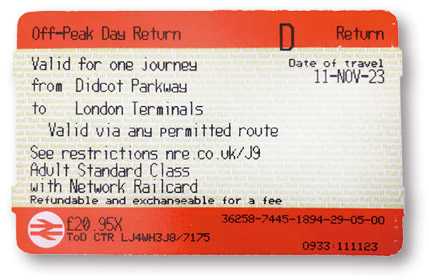 Off-Peak Day Return D Return
Valid for one journey Date of travel
from Didcot Parkway 11-NOV-23
to London Terminals
Valid via any permitted route
See restrictions nre.co.uk/J9
Adult Standard Class
with Network Railcard
Refundable and exchangeable for a fee
£20.95X 36258-7445-1894-29-05-00
ToD CTR LJ4WH3J8/7175 0933 111123